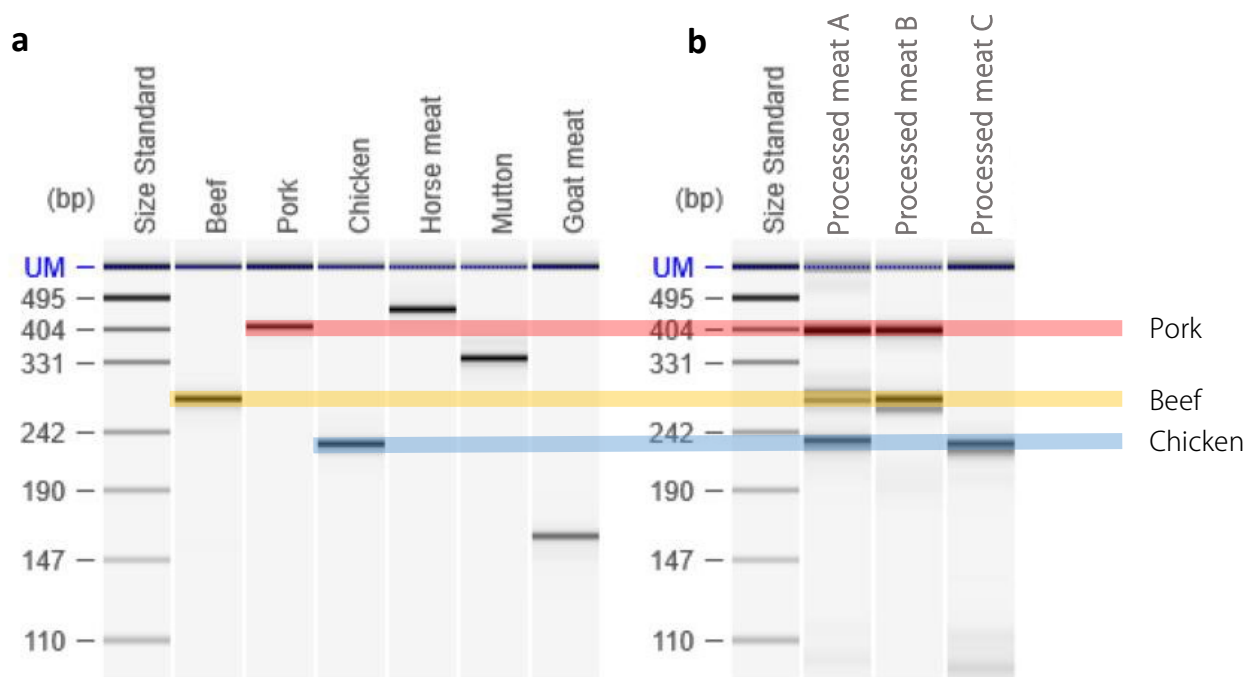 a
(bp)
Size Standard
Beef
Pork
Chicken
Horse meat
Mutton
Goat meat
UM
495
404
331
242
190
147
110
b
(bp)
Size Standard
Processed meat A
Processed meat B
Processed meat C
UM
495
404
331
242
190
147
110
Pork
Beef
Chicken